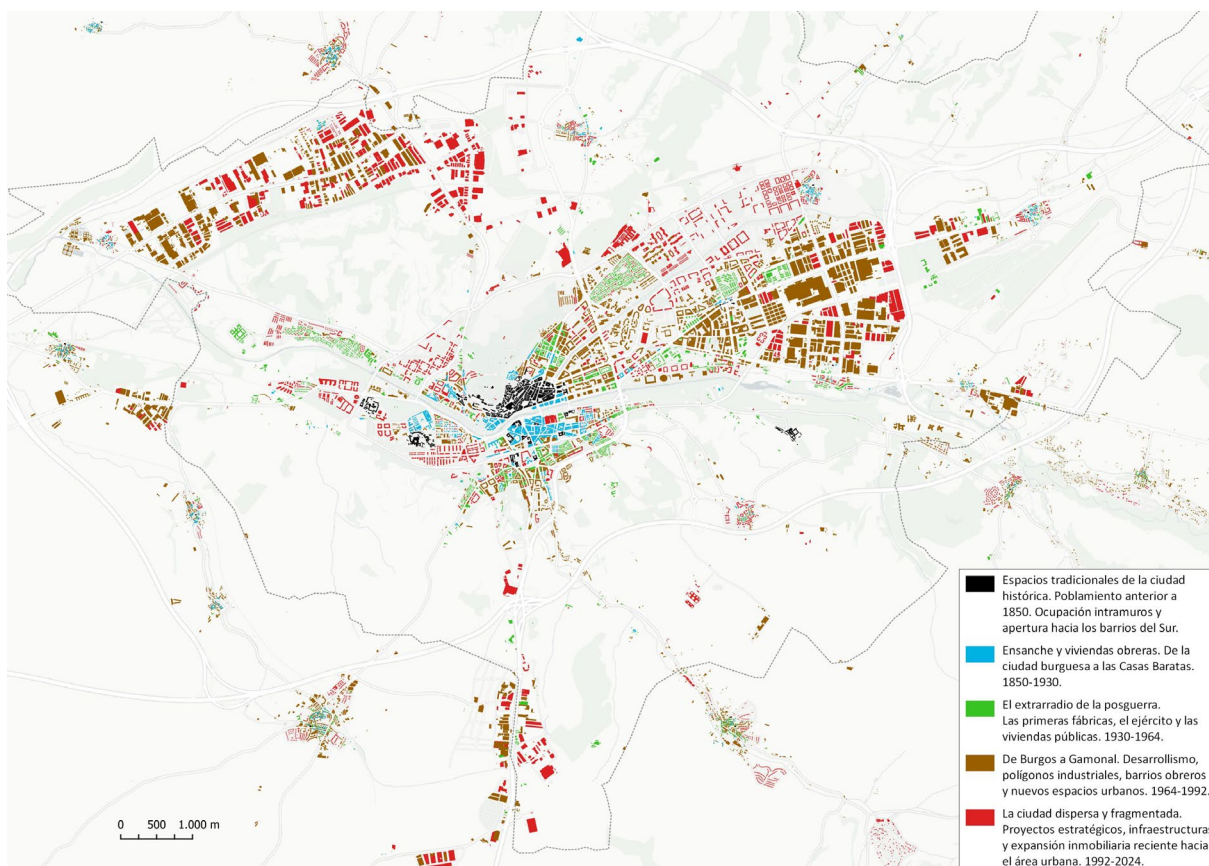 Espacios tradicionales de la ciudad
histórica. Poblamiento anterior a
1850. Ocupación intramuros y
apertura hacia los barrios del Sur.
Ensanche y viviendas obreras. De la
ciudad burguesa a las Casas Baratas.
1850-1930.
El extrarradio de la posguerra.
Las primeras fábricas, el ejército y las
viviendas públicas. 1930-1964.
De Burgos a Gamonal. Desarrollismo,
polígonos industriales, barrios obreros
y nuevos espacios urbanos. 1964-1992.
La ciudad dispersa y fragmentada.
Proyectos estratégicos, infraestructuras
y expansión inmobiliaria reciente hacia
el área urbana. 1992-2024.
0 500 1.000 m